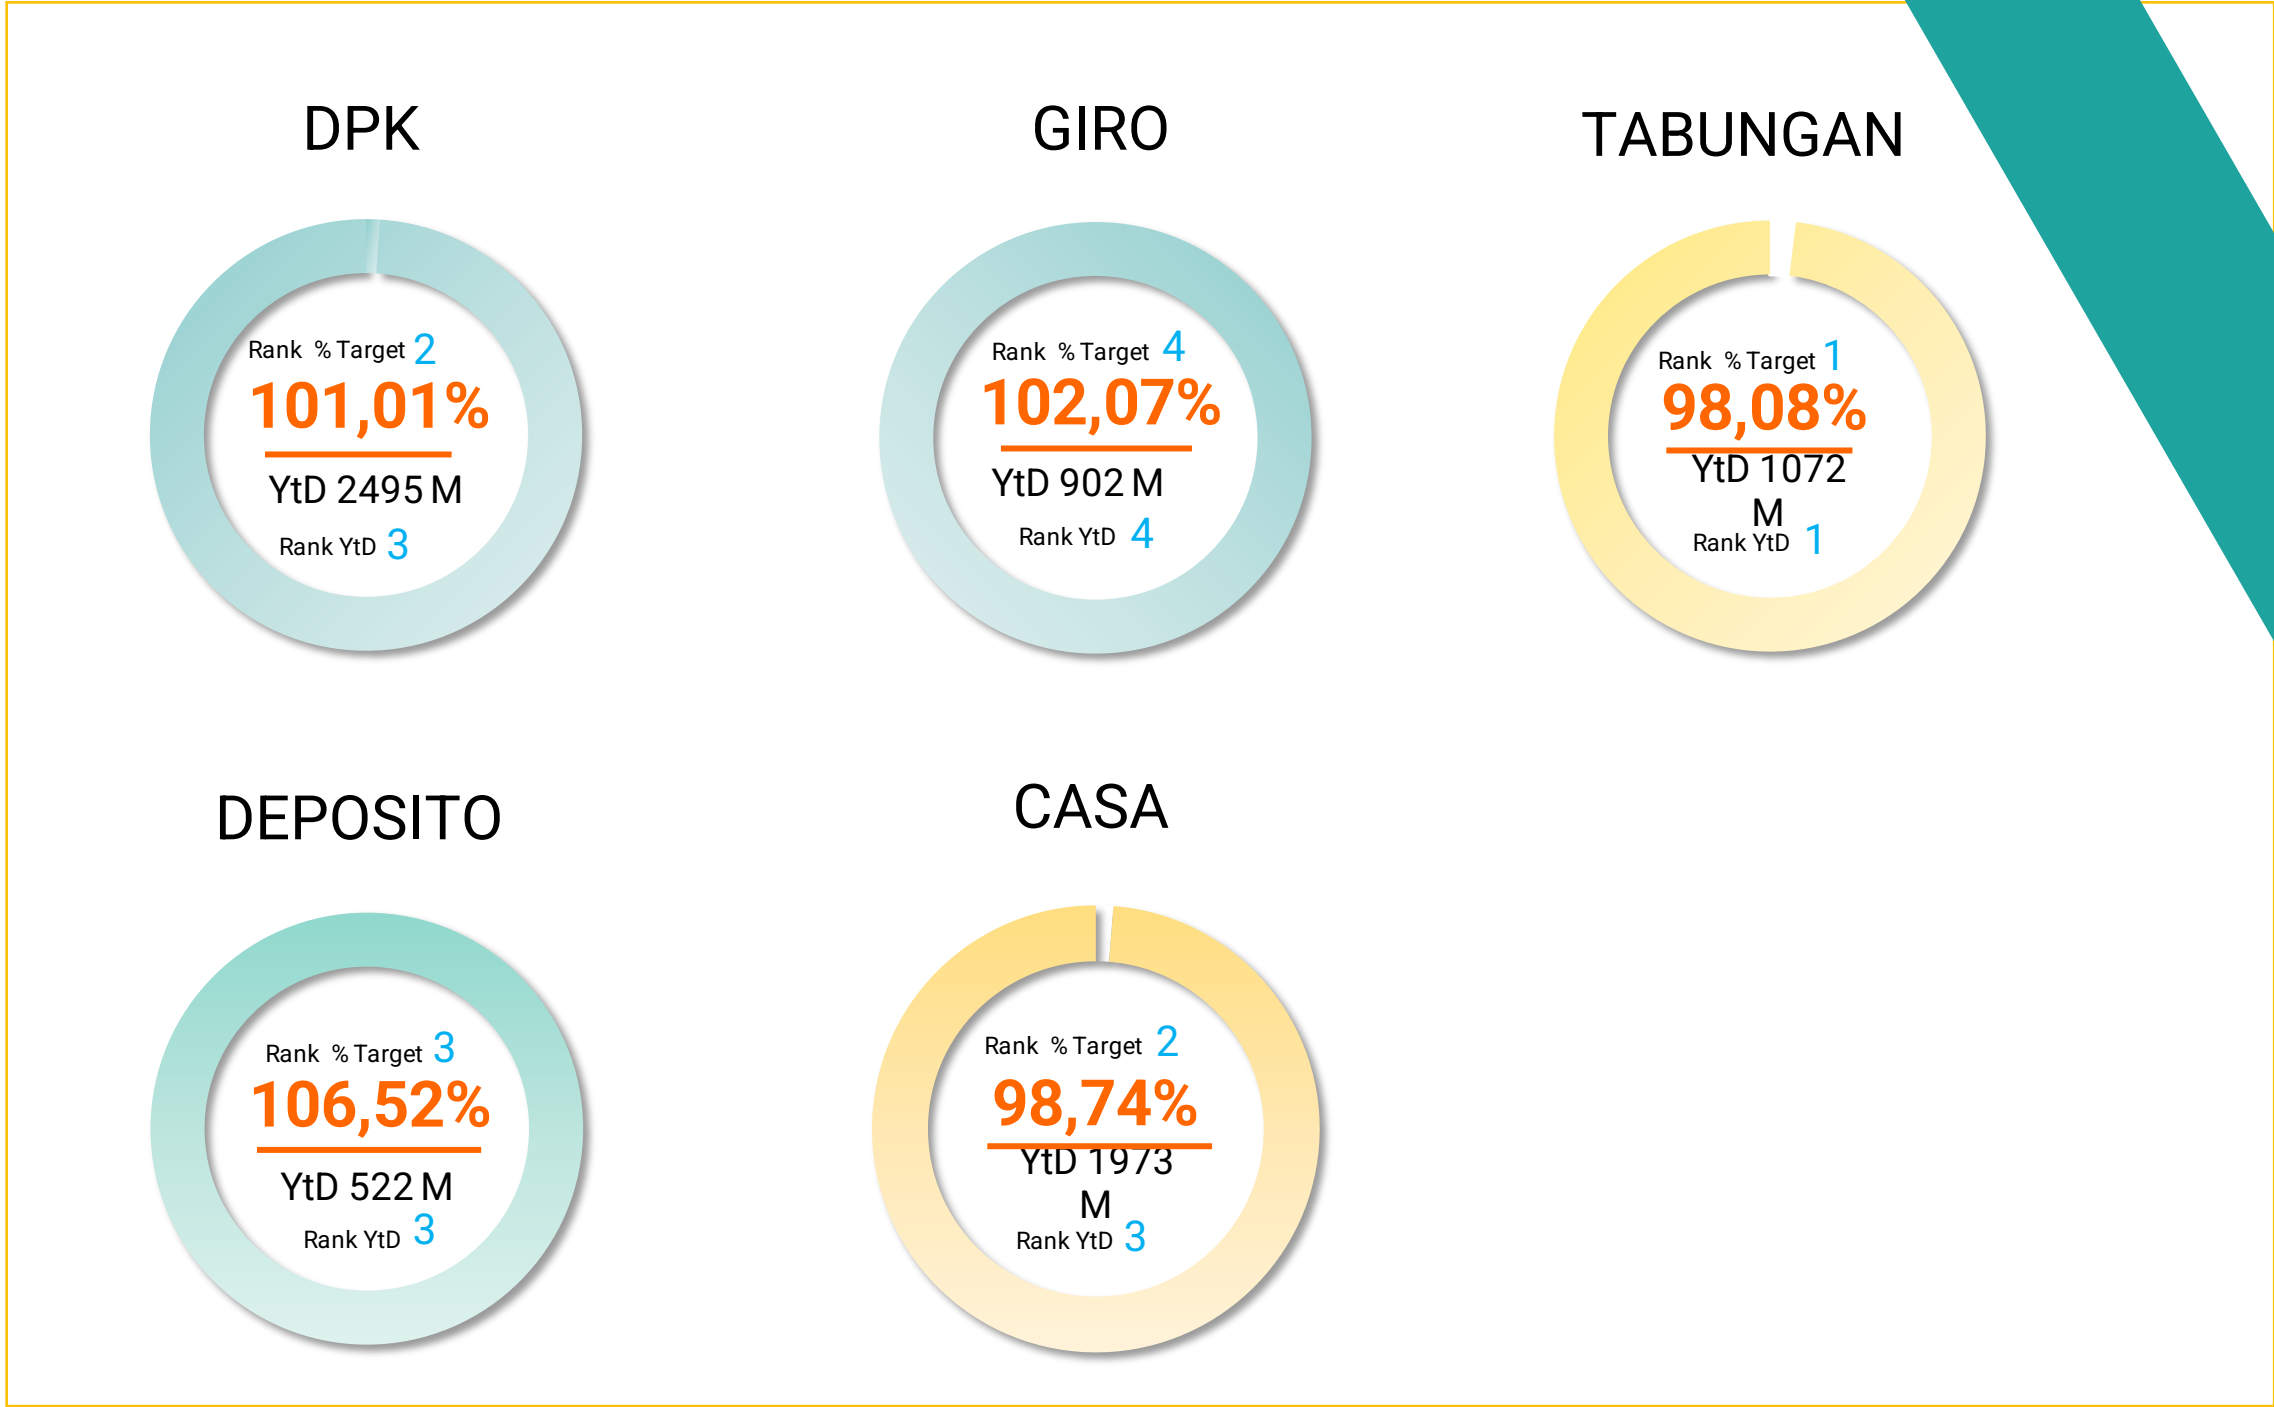 DPK
Rank % Target 2
101,01%
YtD 2495 M
Rank YtD 3
GIRO
Rank % Target 4
102,07%
YtD 902 M
Rank YtD 4
TABUNGAN
Rank % Target 1
98,08%
YtD 1072
M
Rank YtD 1
DEPOSITO
Rank % Target 3
106,52%
YtD 522 M
Rank YtD 3
CASA
Rank % Target 2
98,74%
YtD 1973
M
Rank YtD 3